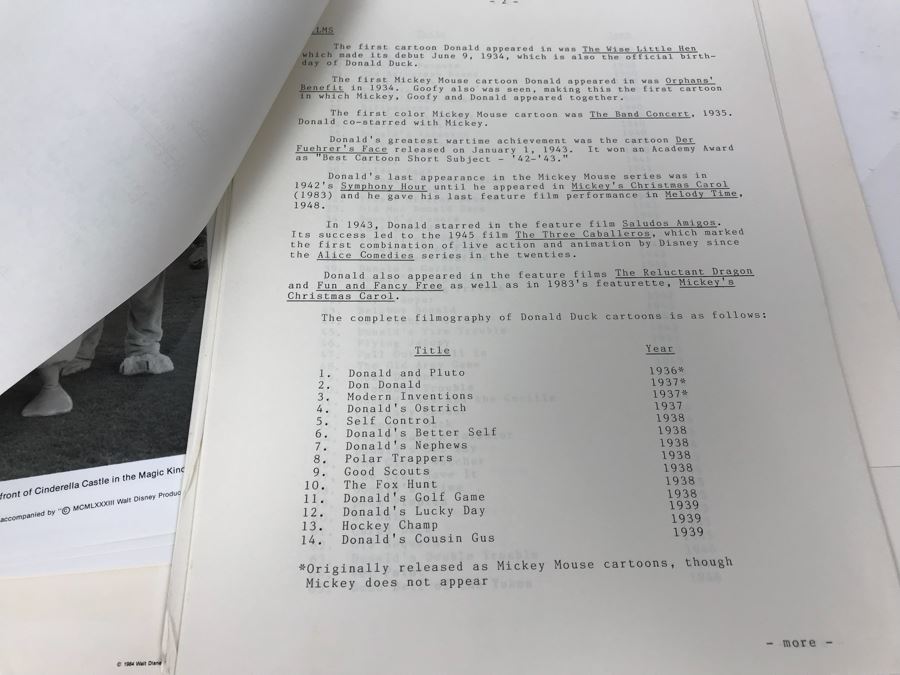 - 2 -
LMS
The first cartoon Donald appeared in was The Wise Little Hen
which made its debut June 9, 1934, which is also the official birth-
day of Donald Duck.
The first Mickey Mouse cartoon Donald appeared in was Orphans'
Benefit in 1934. Goofy also was seen, making this the first cartoon
in which Mickey, Goofy and Donald appeared together.
The first color Mickey Mouse cartoon was The Band Concert, 1935.
Donald co-starred with Mickey.
Donald's greatest wartime achievement was the cartoon Der
Fuehrer's Face released on January 1, 1943. It won an Academy Award
as "Best Cartoon Short Subject - '42-'43."
Donald's last appearance in the Mickey Mouse series was in
1942's Symphony Hour until he appeared in Mickey's Christmas Carol
(1983) and he gave his last feature film performance in Melody Time,
1948.
In 1943, Donald starred in the feature film Saludos Amigos.
Its success led to the 1945 film The Three Caballeros, which marked
the first combination of live action and animation by Disney since
the Alice Comedies series in the twenties.
Donald also appeared in the feature films The Reluctant Dragon
and Fun and Fancy Free as well as in 1983's featurette, Mickey's
Christmas Carol.
The complete filmography of Donald Duck cartoons is as follows:
Title Year
1. Donald and Pluto 1936*
2. Don Donald 1937*
3. Modern Inventions 1937*
4. Donald's Ostrich 1937
5. Self Control 1938
6. Donald's Better Self 1938
7. Donald's Nephews 1938
8. Polar Trappers 1938
9. Good Scouts 1938
10. The Fox Hunt 1938
11. Donald's Golf Game 1938
12. Donald's Lucky Day 1939
13. Hockey Champ 1939
14. Donald's Cousin Gus 1939
*Originally released as Mickey Mouse cartoons, though
Mickey does not appear
- more -
front of Cinderella Castle in the Magic King
accompanied by "© MCMLXXXIII Walt Disney Produc
© 1984 Walt Disne